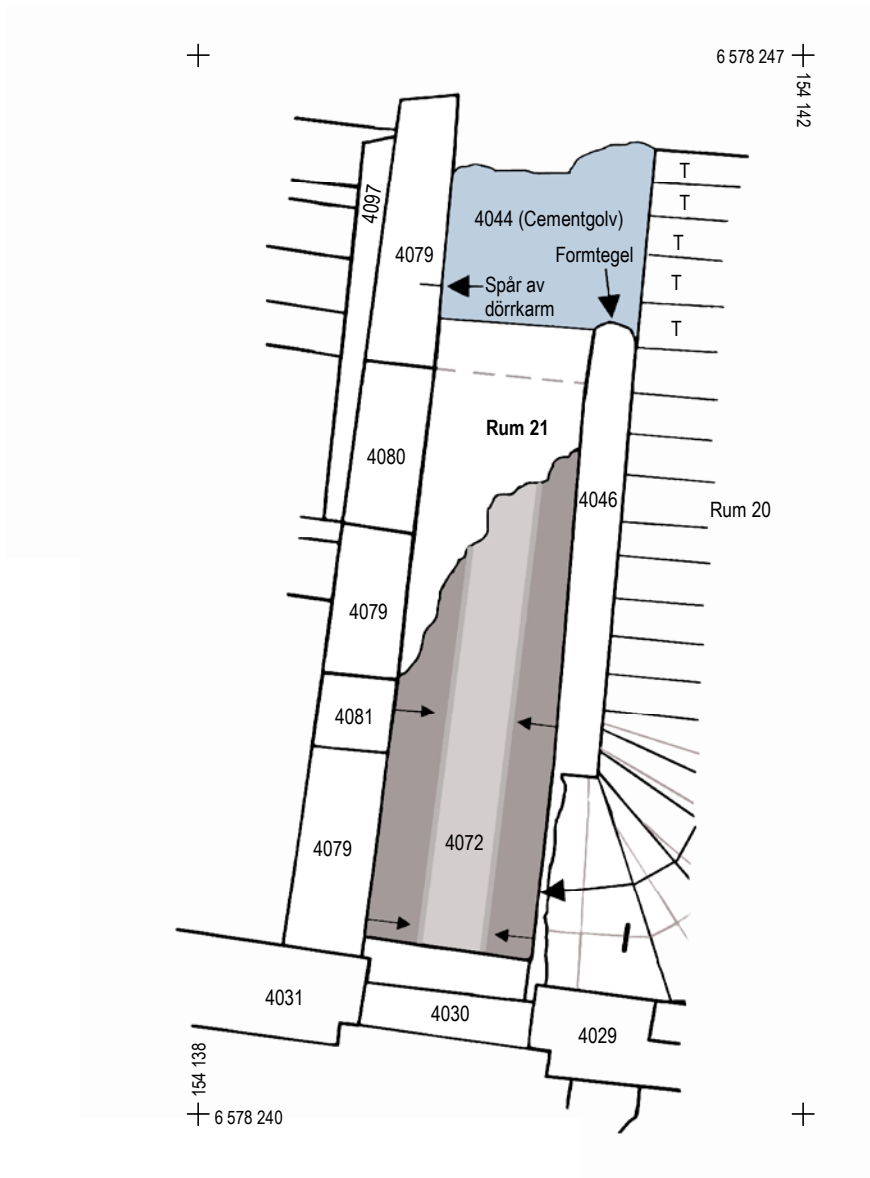 6 578 247
154 142
T
4097
T
4044 (Cementgolv)
T
4079
Formtegel
T
Spår av
dörrkarm
T
Rum 21
4080
4046
Rum 20
4079
4081
4079
4072
4031
4030
4029
154 138
6 578 240